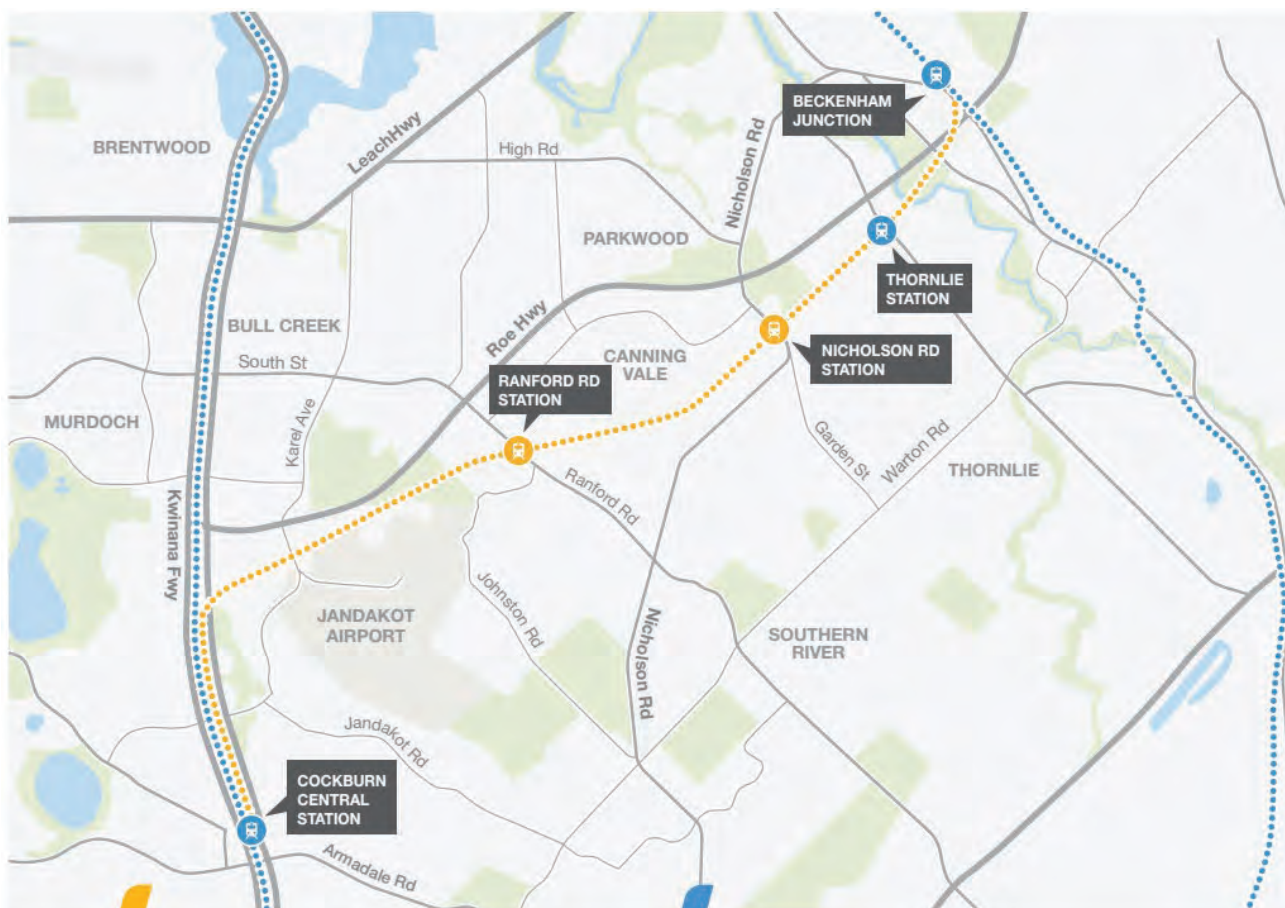 BECKENHAM
JUNCTION
BRENTWOOD
LeachHwy
High Rd
Nicholson Rd
PARKWOOD
THORNLIE
STATION
BULL CREEK
Roe Hwy
South St
CANNING
VALE
NICHOLSON RD
STATION
RANFORD RD
STATION
MURDOCH
Karel Ave
Garden St
Warton Rd
THORNLIE
Kwinana Fwy
Ranford Rd
Johnston Rd
JANDAKOT
AIRPORT
Nicholson Rd
SOUTHERN
RIVER
Jandakot Rd
COCKBURN
CENTRAL
STATION
Armadale Rd